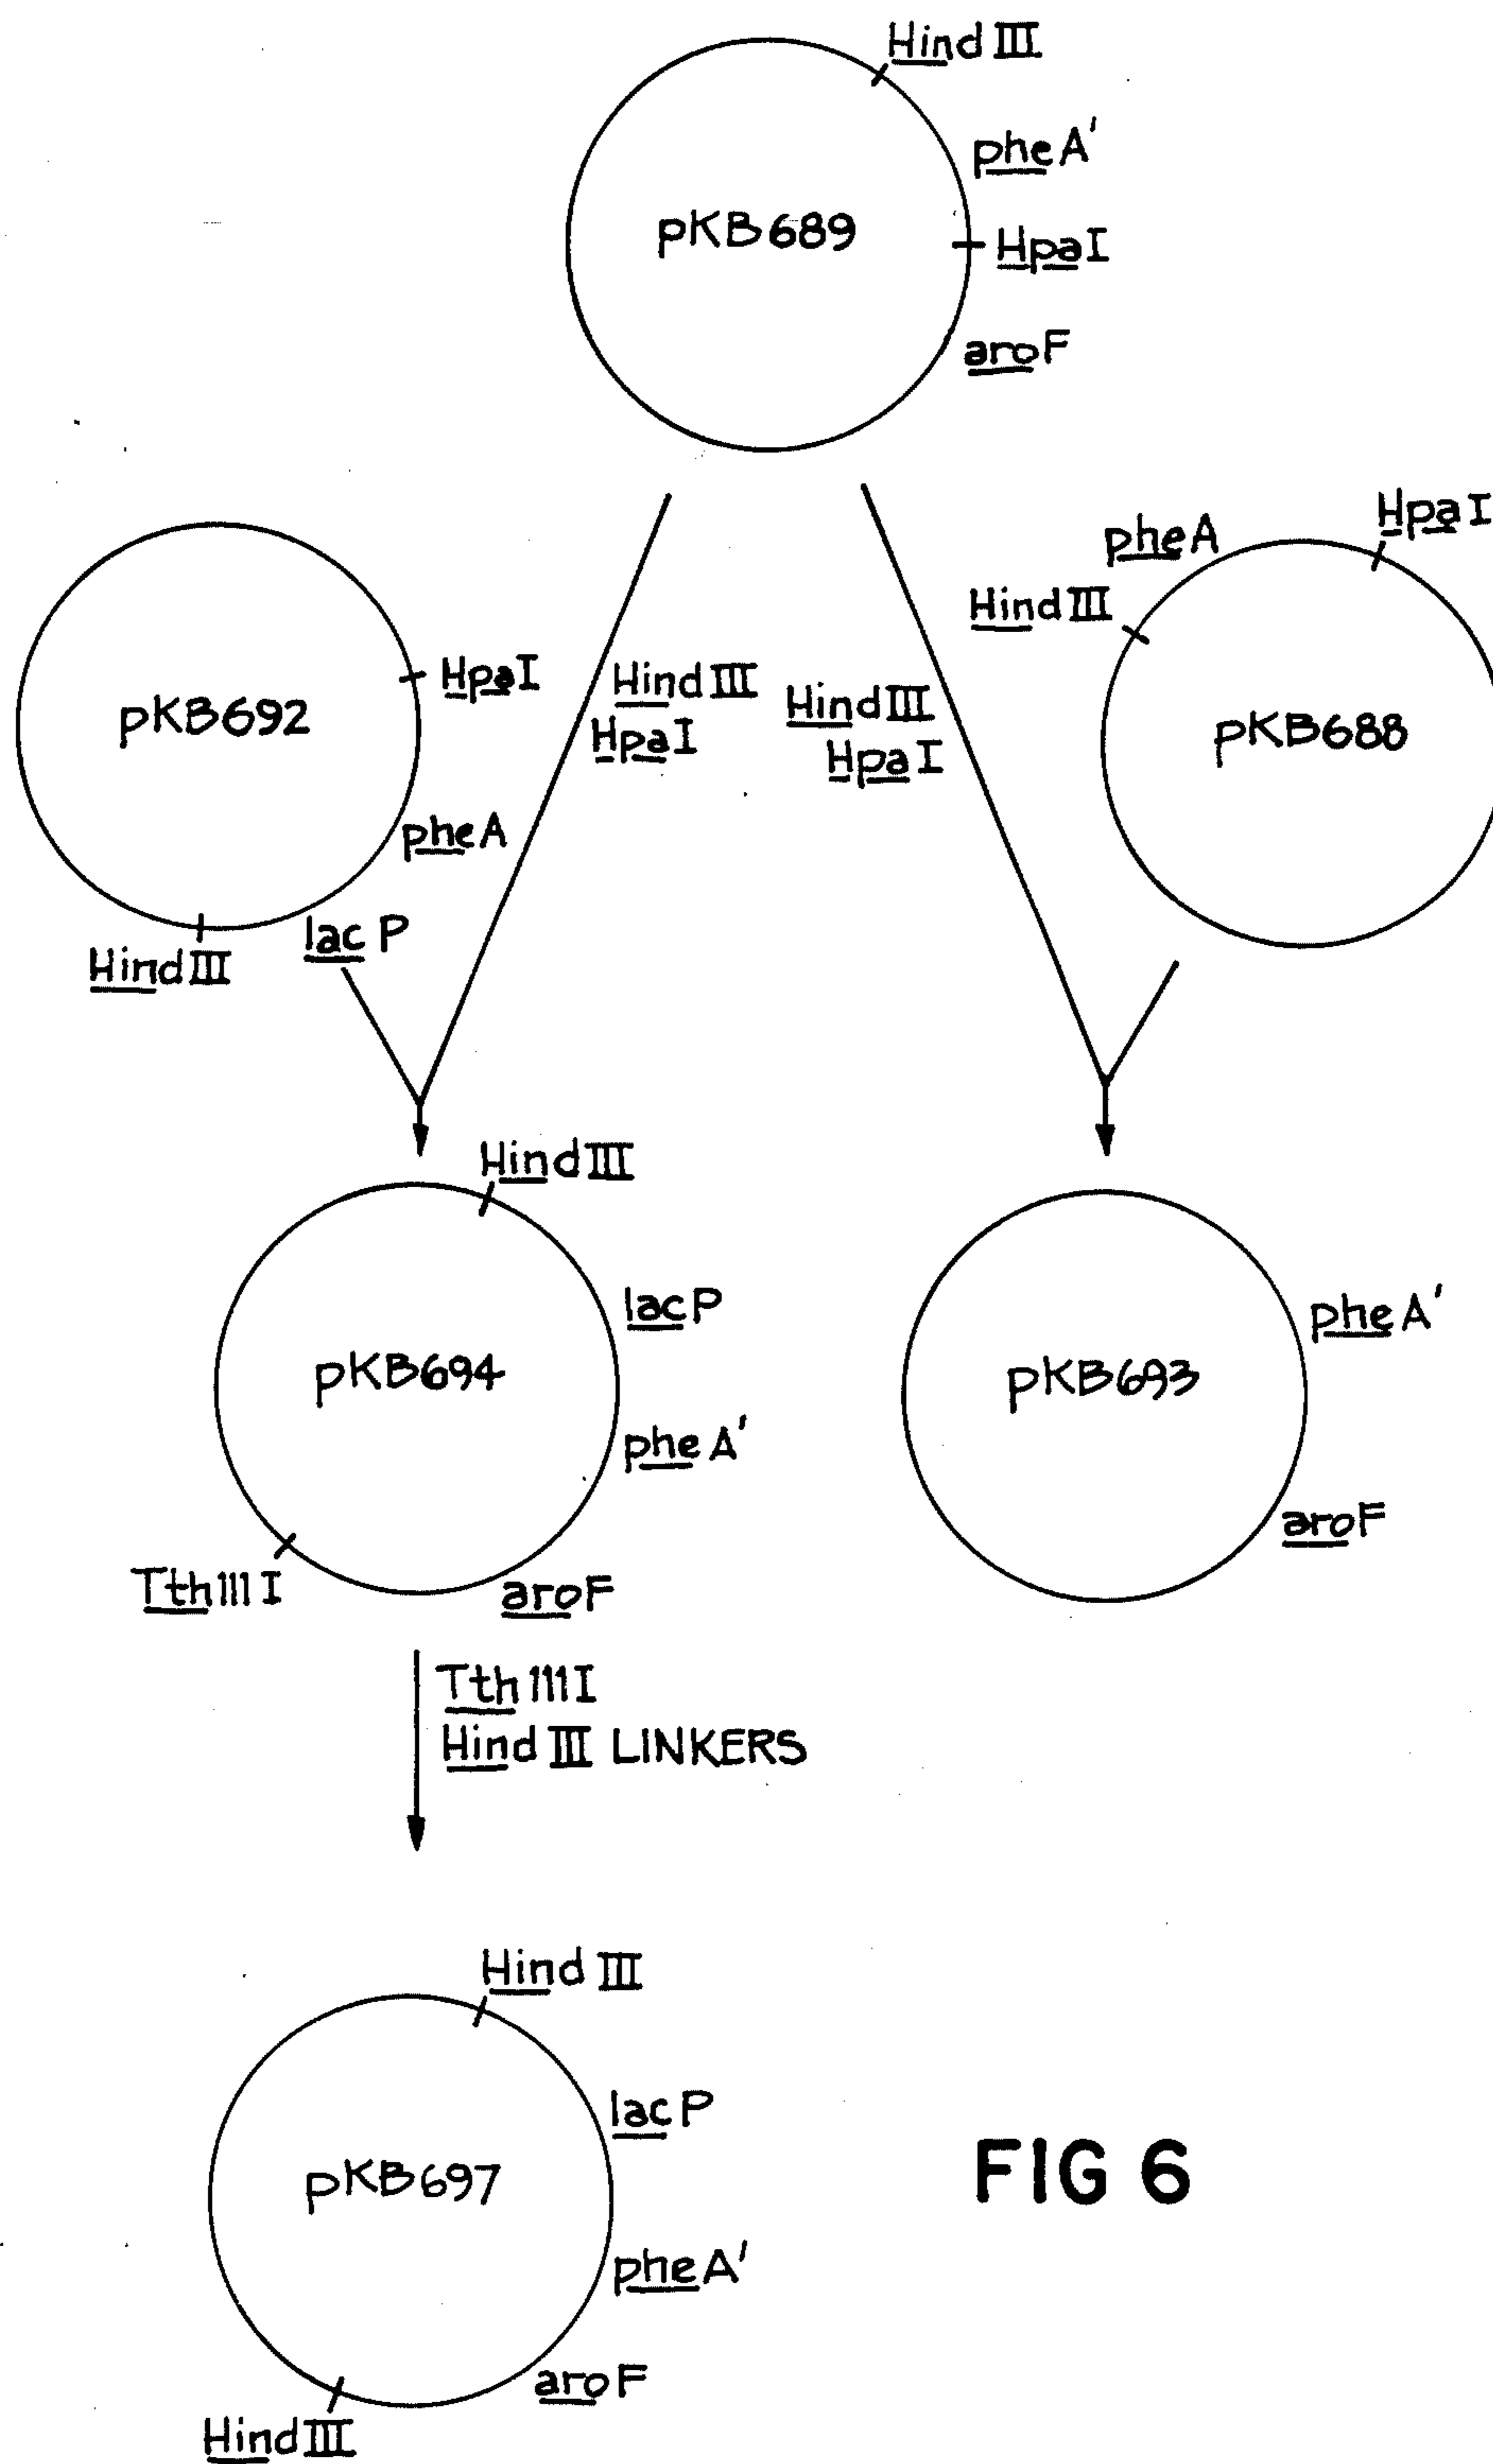 Hind III
pheA'
pKB689
HpaI
aroF
HpaI
pheA
Hind III
HpaI
pKB692
Hind III
HpaI
Hind III
HpaI
pKB688
pheA
lac P
Hind III
Hind III
lacP
pKB694
pheA'
Tth111 I
aroF
pheA'
pKB693
aroF
Tth111I
Hind III LINKERS
Hind III
lacP
pKB697
pheA'
aroF
Hind III
FIG 6